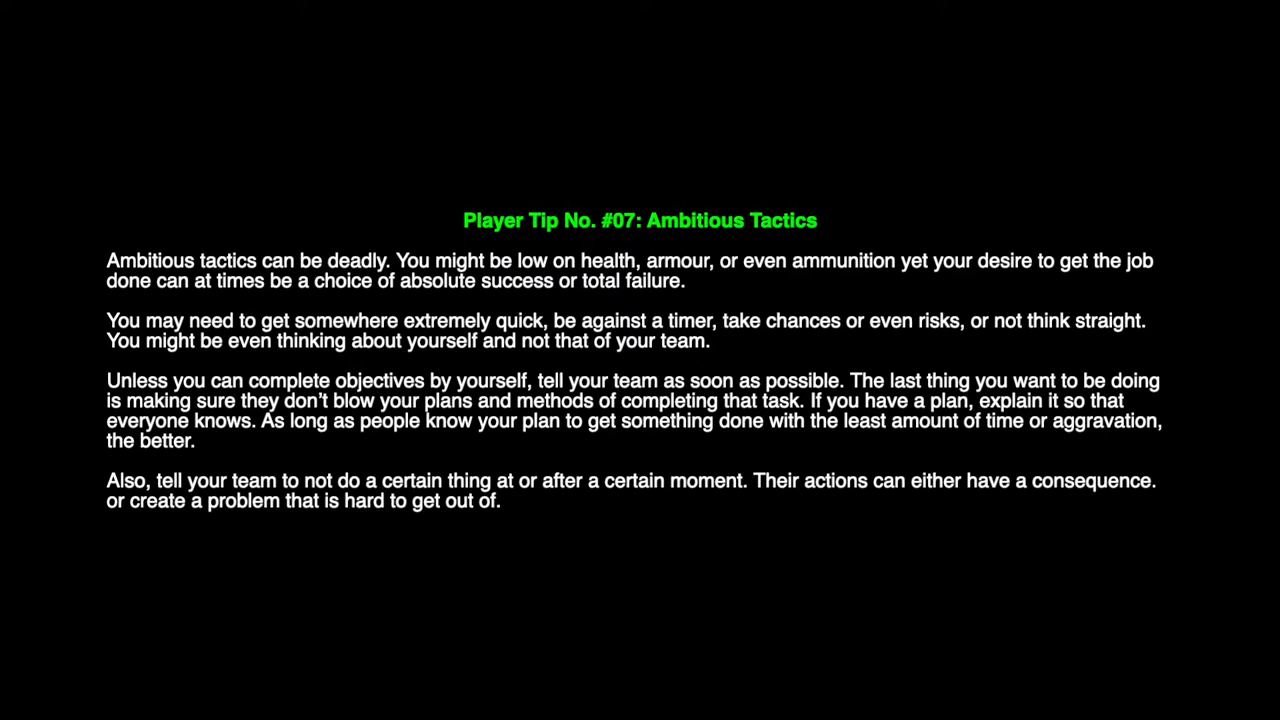 Player Tip No. #07: Ambitious Tactics
Ambitious tactics can be deadly. You might be low on health, armour, or even ammunition yet your desire to get the job
done can at times be a choice of absolute success or total failure.
You may need to get somewhere extremely quick, be against a timer, take chances or even risks, or not think straight.
You might be even thinking about yourself and not that of your team.
Unless you can complete objectives by yourself, tell your team as soon as possible. The last thing you want to be doing
is making sure they don’t blow your plans and methods of completing that task. If you have a plan, explain it so that
everyone knows. As long as people know your plan to get something done with the least amount of time or aggravation,
the better.
Also, tell your team to not do a certain thing at or after a certain moment. Their actions can either have a consequence.
or create a problem that is hard to get out of.